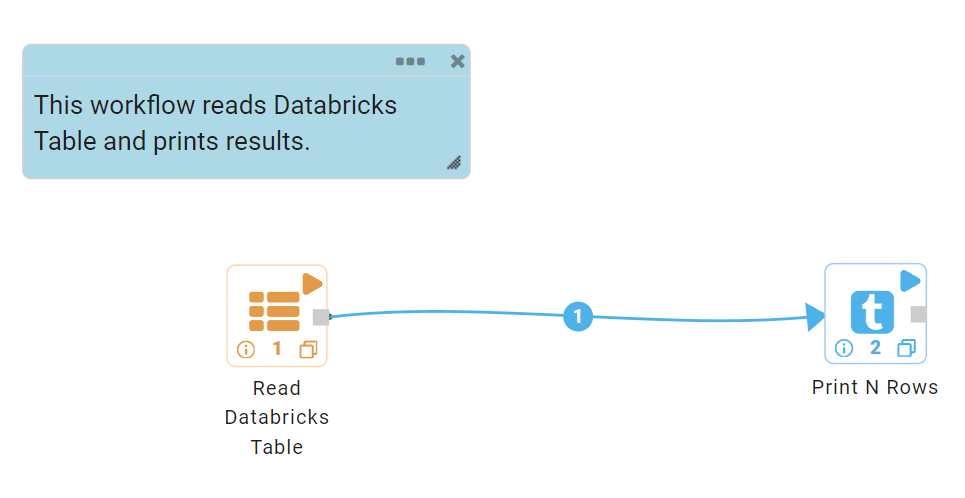 This workflow reads Databricks
Table and prints results.
1
1
2
t
Read
Databricks
Table
Print N Rows